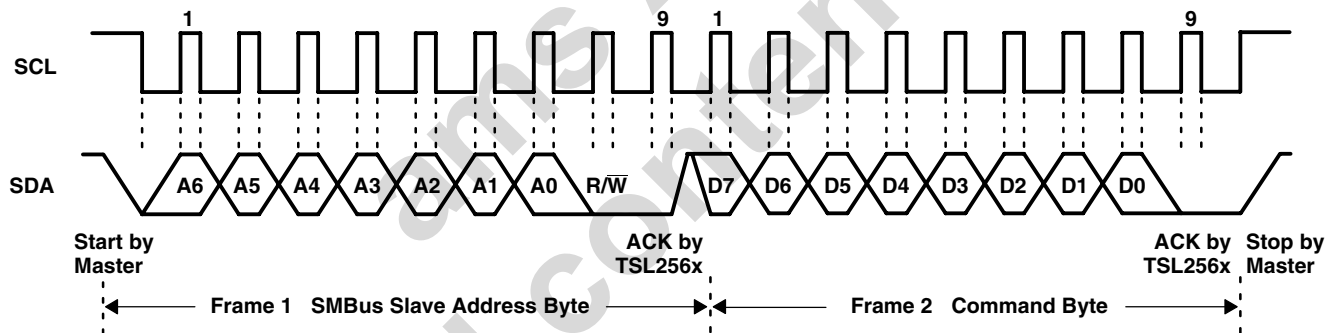 1 9 1 9
SCL
SDA A6 A5 A4 A3 A2 A1 A0 R/W̅ D7 D6 D5 D4 D3 D2 D1 D0
Start by Master
ACK by TSL256x
ACK by TSL256x
Stop by Master
Frame 1 SMBus Slave Address Byte
Frame 2 Command Byte
ams